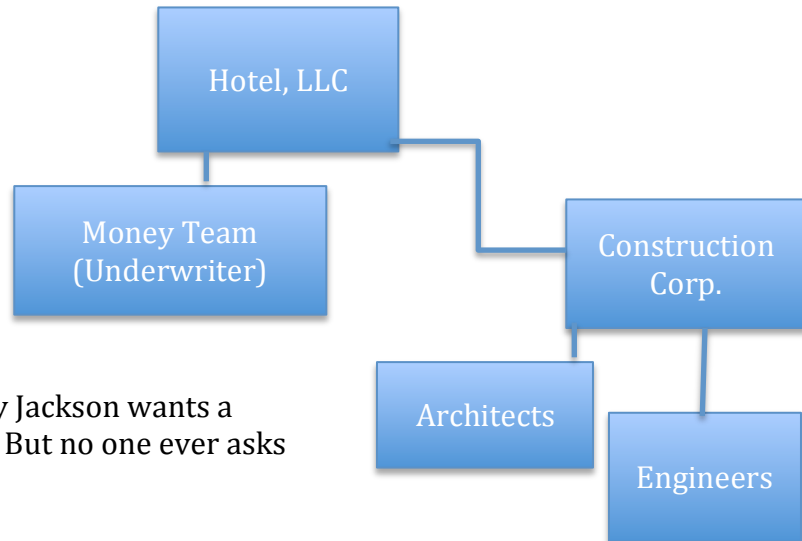 Hotel, LLC
Money Team
(Underwriter)
Construction
Corp.
Architects
Engineers
Jackson wants a
But no one ever asks